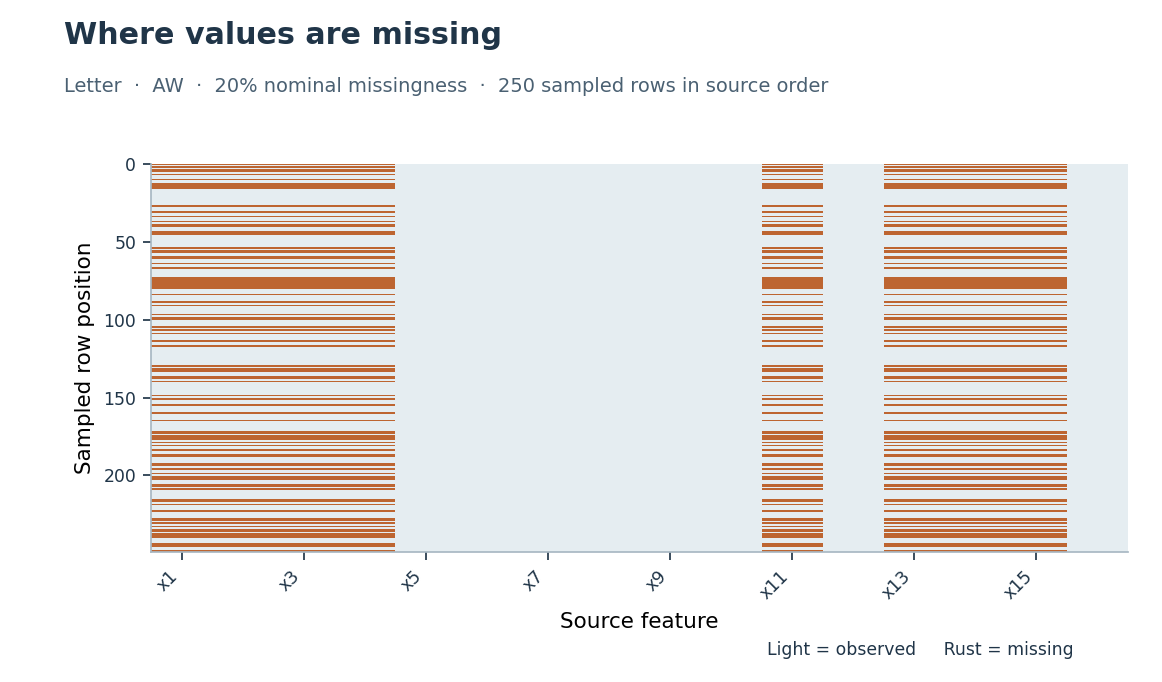 Where values are missing
Letter · AW · 20% nominal missingness · 250 sampled rows in source order
0
50
100
150
200
Sampled row position
x1
x3
x5
x7
x9
x11
x13
x15
Source feature
Light = observed Rust = missing